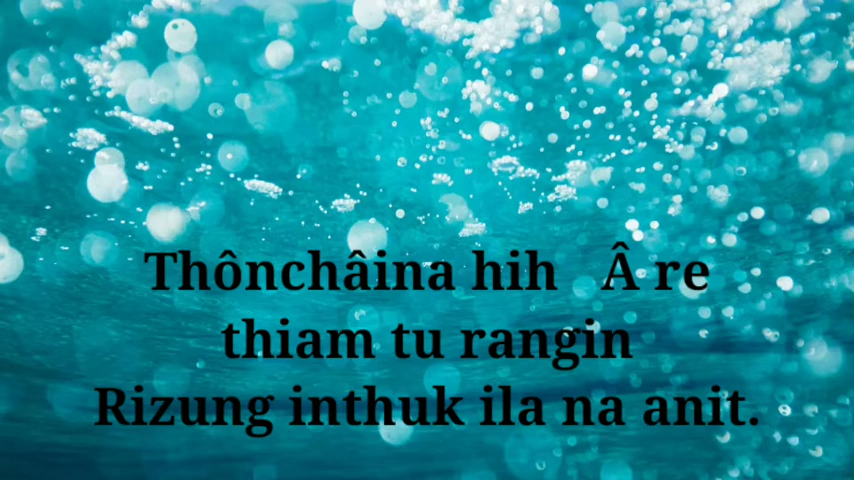 Thônchâina hih Â re
thiam tu rangin
Rizung inthuk ila na anit.